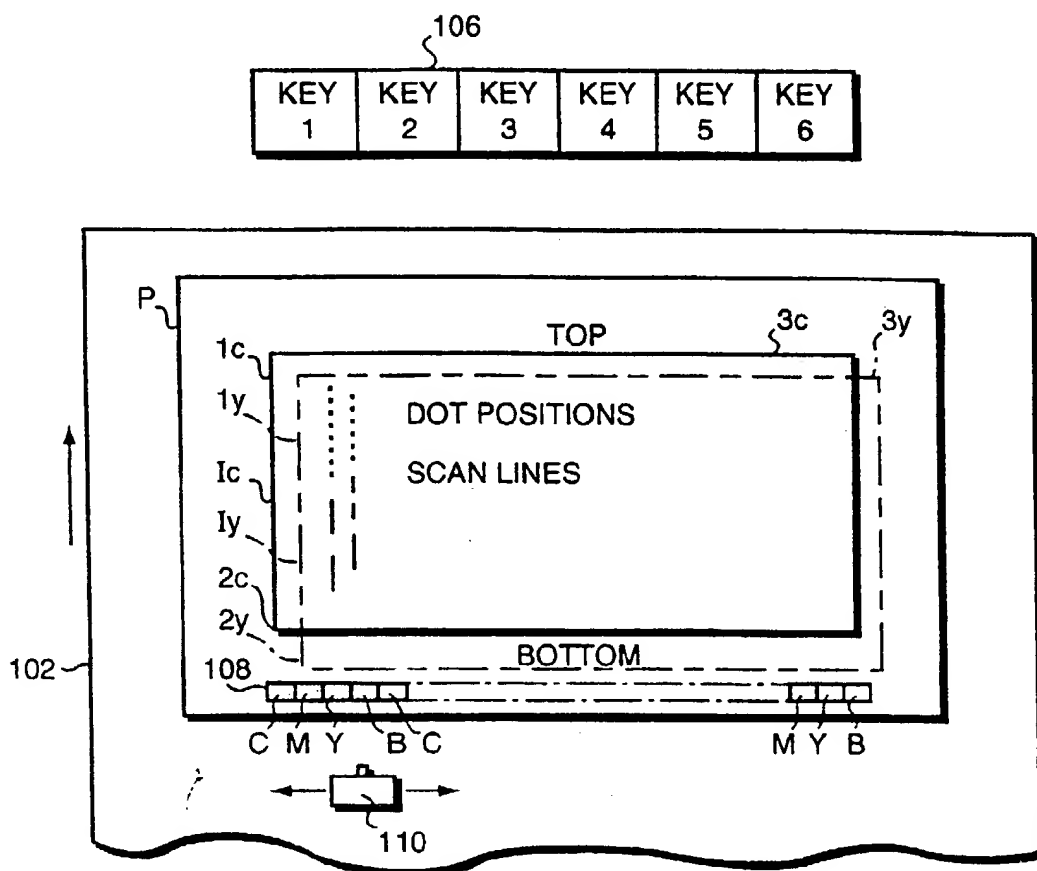 106
KEY 1 KEY 2 KEY 3 KEY 4 KEY 5 KEY 6
P
TOP
3c
3y
1c
1y
DOT POSITIONS
Ic
SCAN LINES
Iy
2c
2y
102
BOTTOM
108
C M Y B C M Y B
110